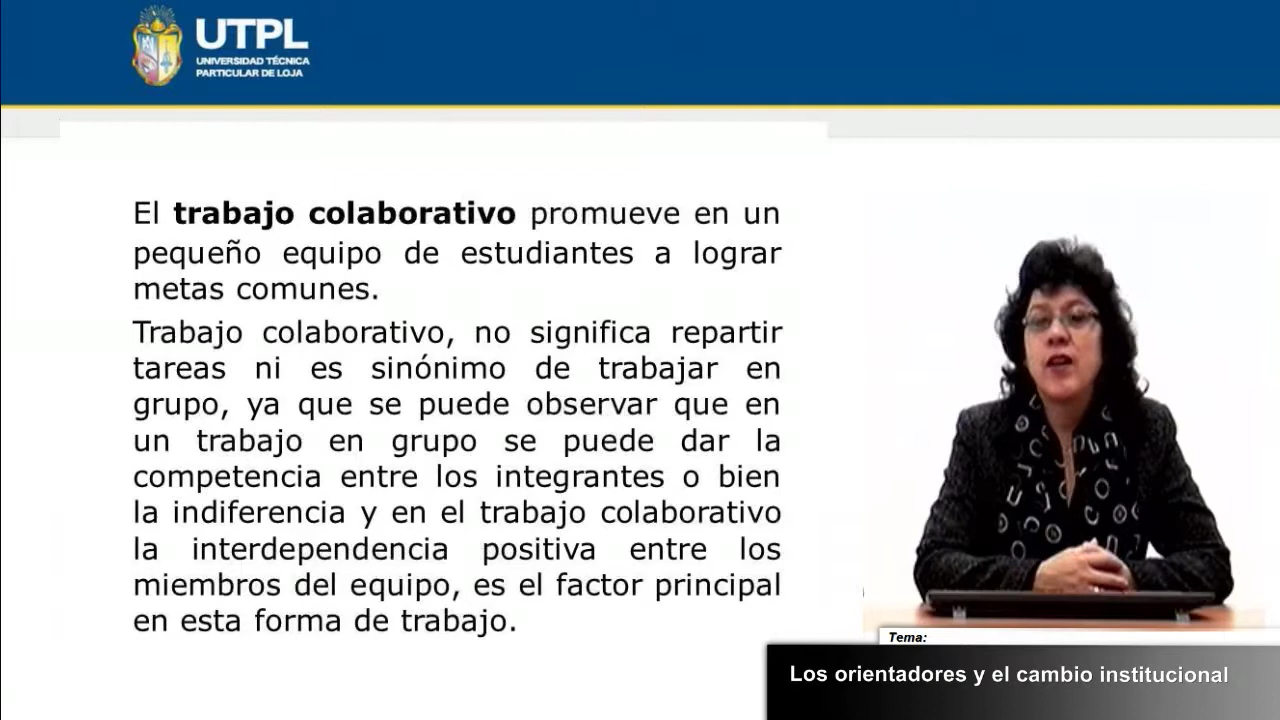 UTPL
UNIVERSIDAD TÉCNICA
PARTICULAR DE LOJA
El trabajo colaborativo promueve en un
pequeño equipo de estudiantes a lograr
metas comunes.
Trabajo colaborativo, no significa repartir
tareas ni es sinónimo de trabajar en
grupo, ya que se puede observar que en
un trabajo en grupo se puede dar la
competencia entre los integrantes o bien
la indiferencia y en el trabajo colaborativo
la interdependencia positiva entre los
miembros del equipo, es el factor principal
en esta forma de trabajo.
Tema:
Los orientadores y el cambio institucional